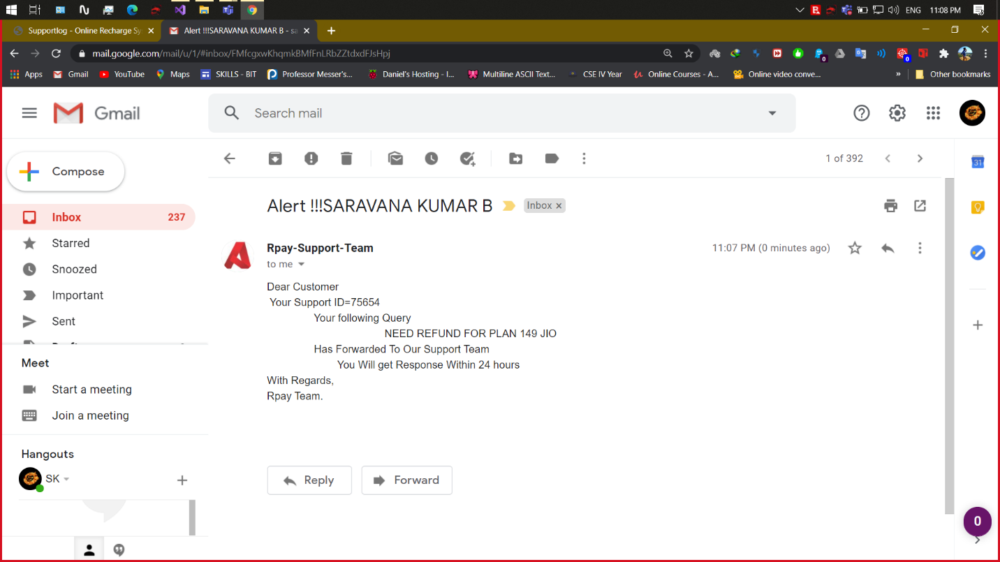 ENG
11:08 PM
Supportlog - Online Recharge Sy
Alert !!!SARAVANA KUMAR B - sa
mail.google.com/mail/u/1/#inbox/FMfcgxwKhqmkBMfFnLRbZZtdxdFJsHpj
0
0
Apps
Gmail
YouTube
Maps
SKILLS - BIT
Professor Messer's...
Daniel's Hosting - I...
Multiline ASCII Text...
CSE IV Year
Online Courses - A...
Online video conve...
»
Other bookmarks
Gmail
Search mail
Compose
1 of 392
31
Alert !!!SARAVANA KUMAR B
Inbox x
Inbox
237
Starred
Snoozed
Important
Sent
Rpay-Support-Team
11:07 PM (0 minutes ago)
to me
Dear Customer
Your Support ID=75654
Your following Query
NEED REFUND FOR PLAN 149 JIO
Has Forwarded To Our Support Team
You Will get Response Within 24 hours
With Regards,
Rpay Team.
Meet
Start a meeting
Join a meeting
Hangouts
SK
Reply
Forward
0